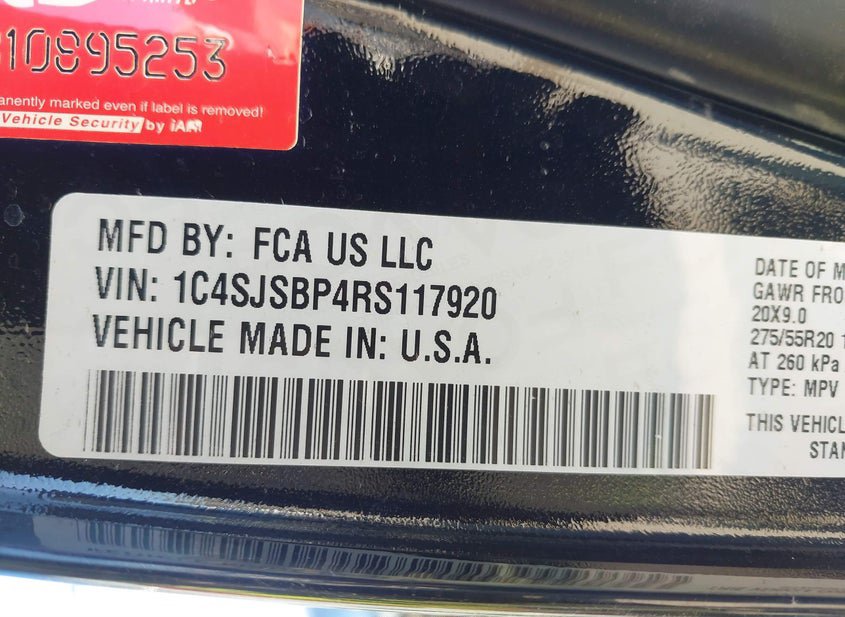 10895253
anently marked even if label is removed!
Vehicle Security by
MFD BY: FCA US LLC
VIN: 1C4SJSBP4RS117920
VEHICLE MADE IN: U.S.A.
DATE OF M
GAWR FRO
20X9.0
275/55R20 1
AT 260 kPa
TYPE: MPV
THIS VEHICL
STAN